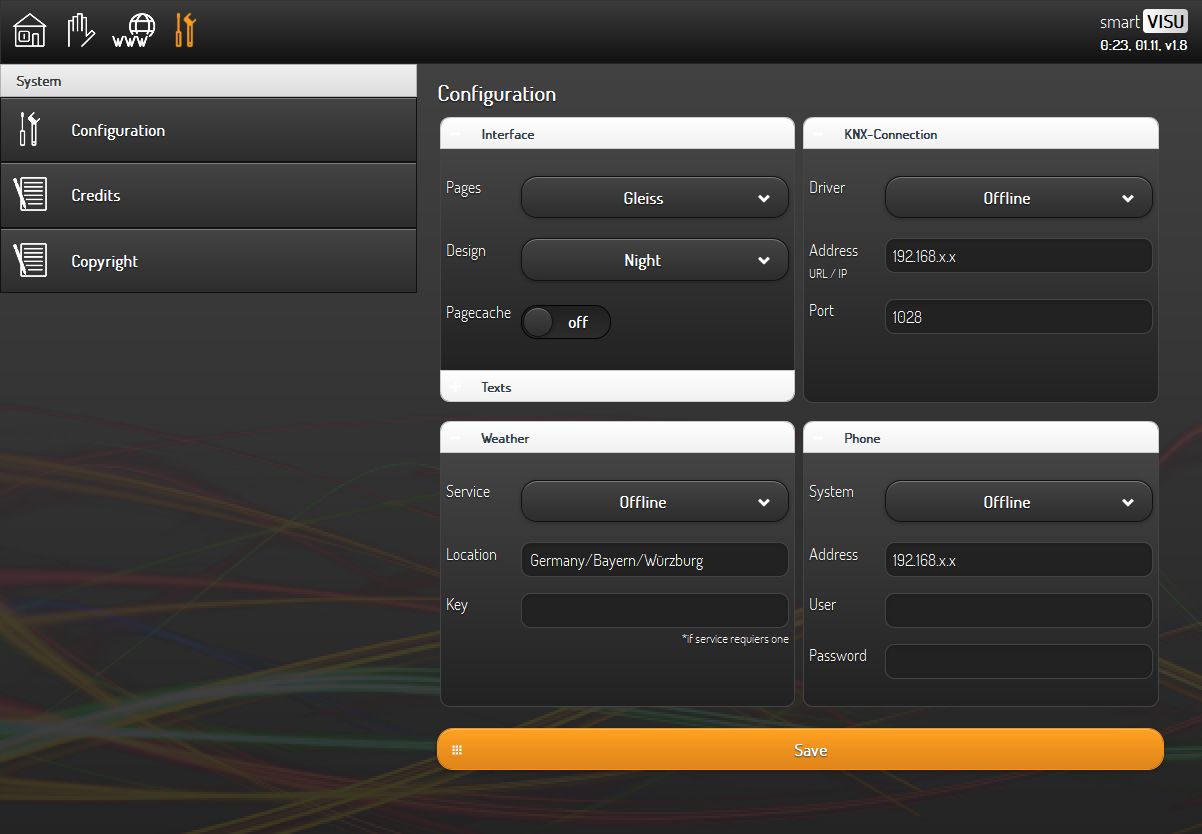 www
smart VISU
0:23, 01.11, v1.8
System
Configuration
Credits
Copyright
Configuration
Interface
Pages
Gleiss
Design
Night
Pagecache
off
Texts
KNX-Connection
Driver
Offline
Address
192.168.x.x
URL / IP
Port
1028
Weather
Service
Offline
Location
Germany/Bayern/Würzburg
Key
*if service requiers one
Phone
System
Offline
Address
192.168.x.x
User
Password
Save